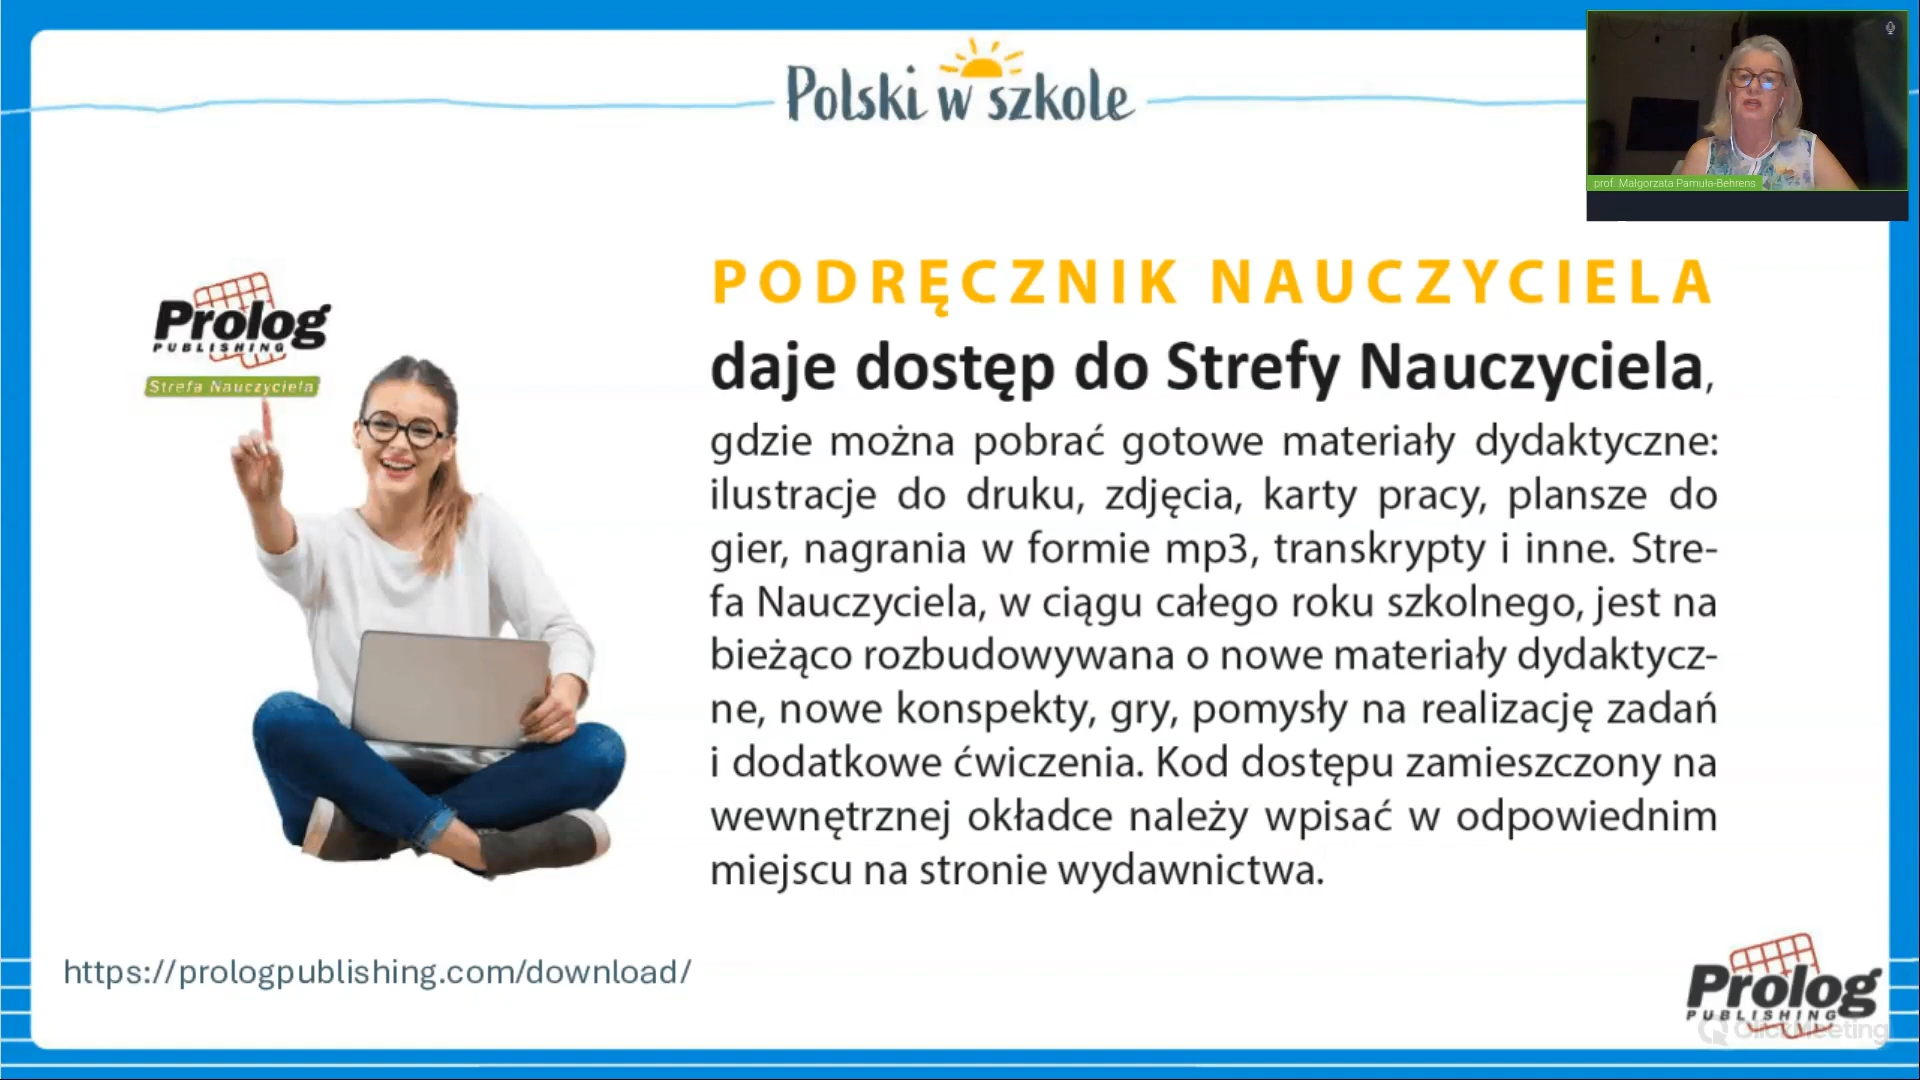 Polski w szkole
prof. Małgorzata Pamuła-Behrens
Prolog
PUBLISHING
Strefa Nauczyciela
PODRĘCZNIK NAUCZYCIELA
daje dostęp do Strefy Nauczyciela,
gdzie można pobrać gotowe materiały dydaktyczne:
ilustracje do druku, zdjęcia, karty pracy, plansze do
gier, nagrania w formie mp3, transkrypty i inne. Stre-
fa Nauczyciela, w ciągu całego roku szkolnego, jest na
bieżąco rozbudowywana o nowe materiały dydaktycz-
ne, nowe konspekty, gry, pomysły na realizację zadań
i dodatkowe ćwiczenia. Kod dostępu zamieszczony na
wewnętrznej okładce należy wpisać w odpowiednim
miejscu na stronie wydawnictwa.
https://prologpublishing.com/download/
Prolog
PUBLISHING
ClickMeeting